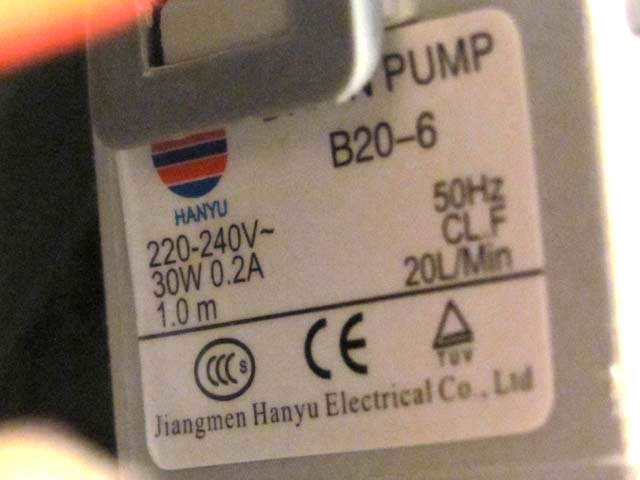 PUMP
B20-6
HANYU
220-240V~
50Hz
30W 0.2A
CL.F
1.0 m
20L/Min
CCC S
CE
TUV
Jiangmen Hanyu Electrical Co., Ltd